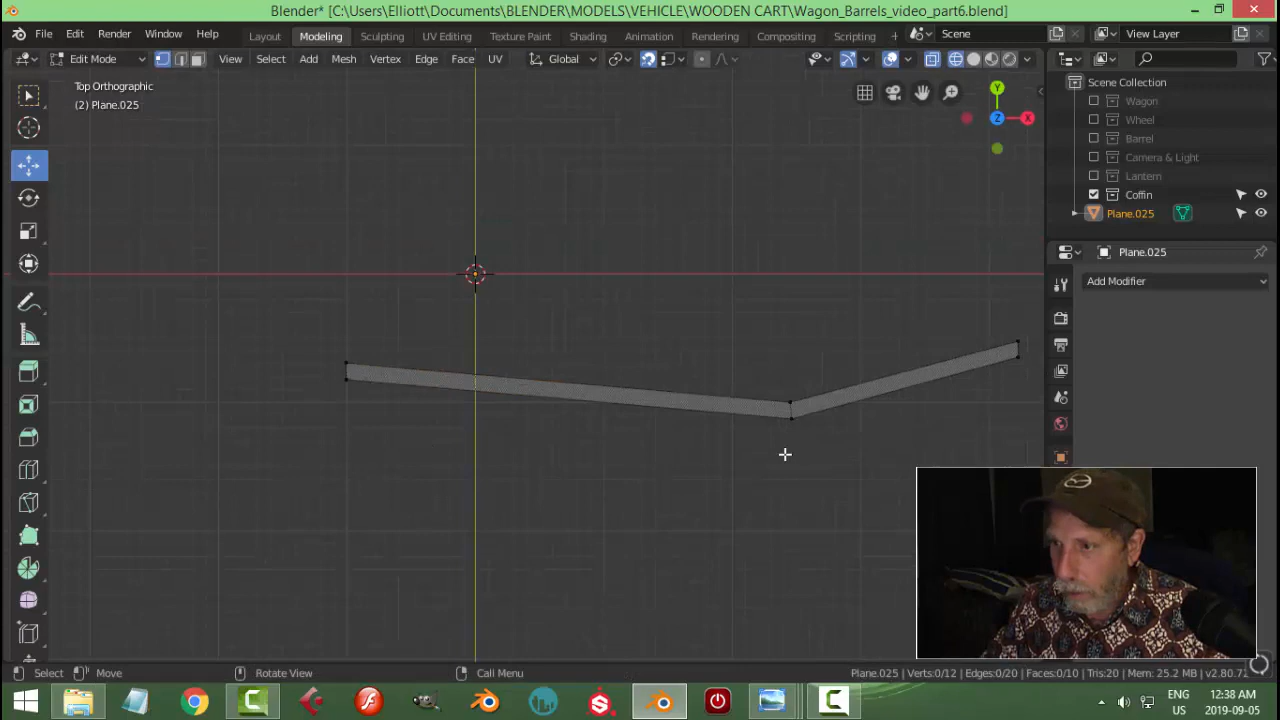 Blender* [C:\Users\Elliott\Documents\BLENDER\MODELS\VEHICLE\WOODEN CART\Wagon_Barrels_video_part6.blend]
File Edit Render Window Help Layout Modeling Sculpting UV Editing Texture Paint Shading Animation Rendering Compositing Scripting + Scene View Layer
Edit Mode View Select Add Mesh Vertex Edge Face UV Global
Top Orthographic
(2) Plane.025
Y
Z
X
Scene Collection
Wagon
Wheel
Barrel
Camera & Light
Lantern
Coffin
Plane.025
Plane.025
Add Modifier
Select Move Rotate View Call Menu Plane.025 | Verts:0/12 | Edges:0/20 | Faces:0/10 | Tris:20 | Mem: 25.2 MB | v2.80.71
ENG 12:38 AM
US 2019-09-05